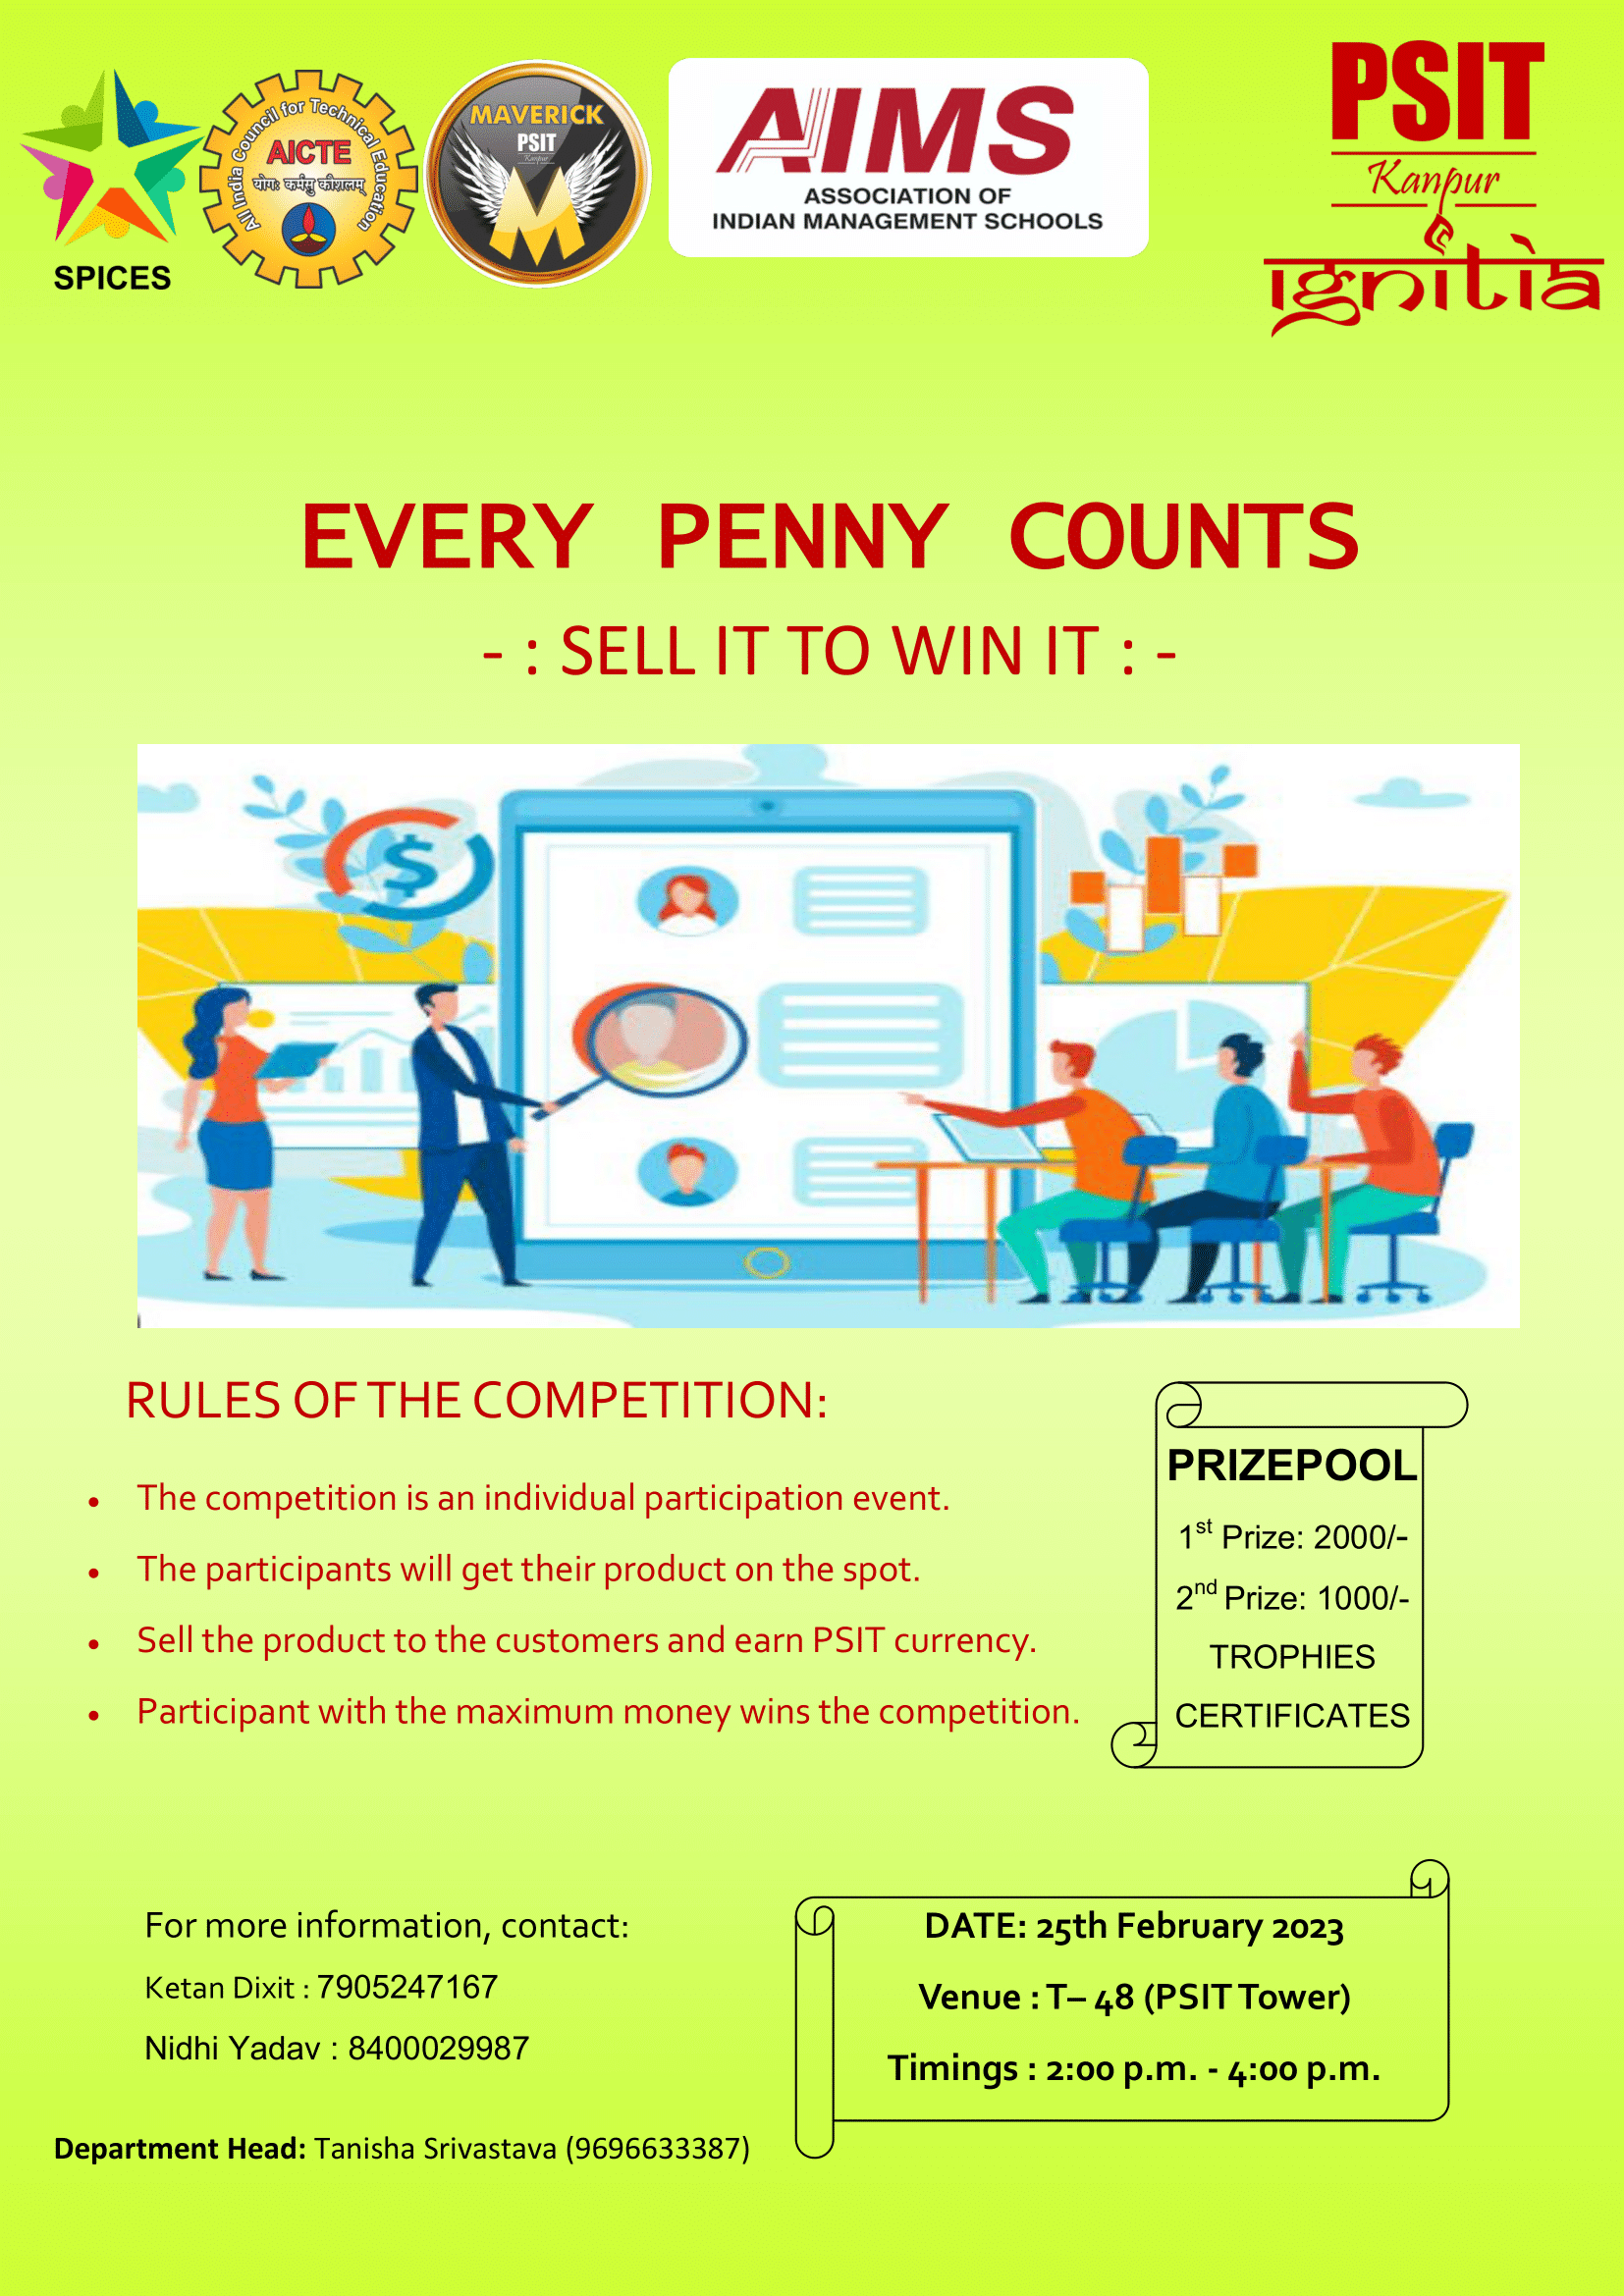 SPICES
All India Council for Technical Education
AICTE
योगः कर्मसु कौशलम्
MAVERICK
PSIT
Kanpur
M
AIMS
ASSOCIATION OF
INDIAN MANAGEMENT SCHOOLS
PSIT
Kanpur
ignitia
EVERY PENNY COUNTS
- : SELL IT TO WIN IT : -
$
RULES OF THE COMPETITION:
• The competition is an individual participation event.
• The participants will get their product on the spot.
• Sell the product to the customers and earn PSIT currency.
• Participant with the maximum money wins the competition.
PRIZEPOOL
1st Prize: 2000/-
2nd Prize: 1000/-
TROPHIES
CERTIFICATES
For more information, contact:
Ketan Dixit : 7905247167
Nidhi Yadav : 8400029987
Department Head: Tanisha Srivastava (9696633387)
DATE: 25th February 2023
Venue : T– 48 (PSIT Tower)
Timings : 2:00 p.m. - 4:00 p.m.